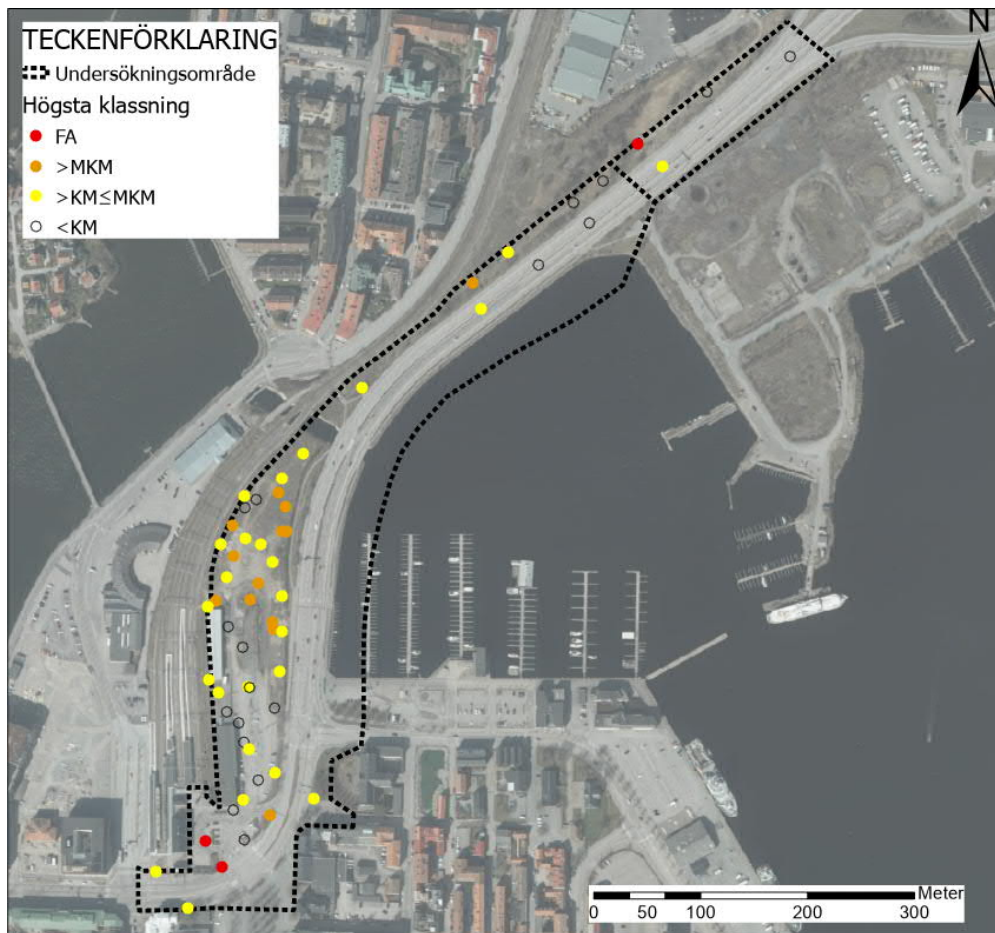 TECKENFÖRKLARING
Undersökningsområde
Högsta klassning
FA
>MKM
>KM≤MKM
<KM
N
Meter
0 50 100 200 300